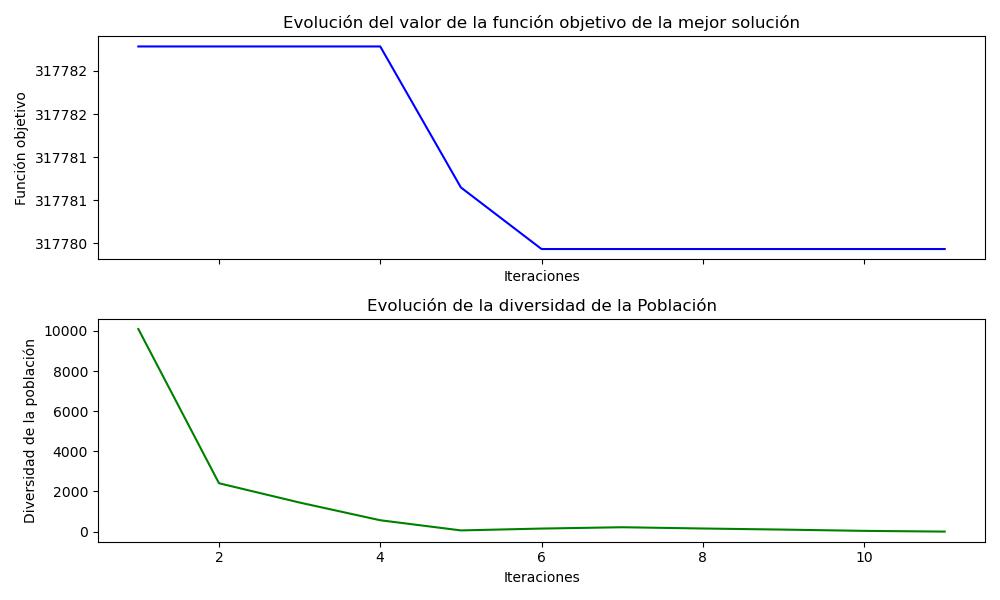 Evolución del valor de la función objetivo de la mejor solución
317782
317782
317781
317781
317780
Función objetivo
Iteraciones
Evolución de la diversidad de la Población
10000
8000
6000
4000
2000
0
Diversidad de la población
2 4 6 8 10
Iteraciones